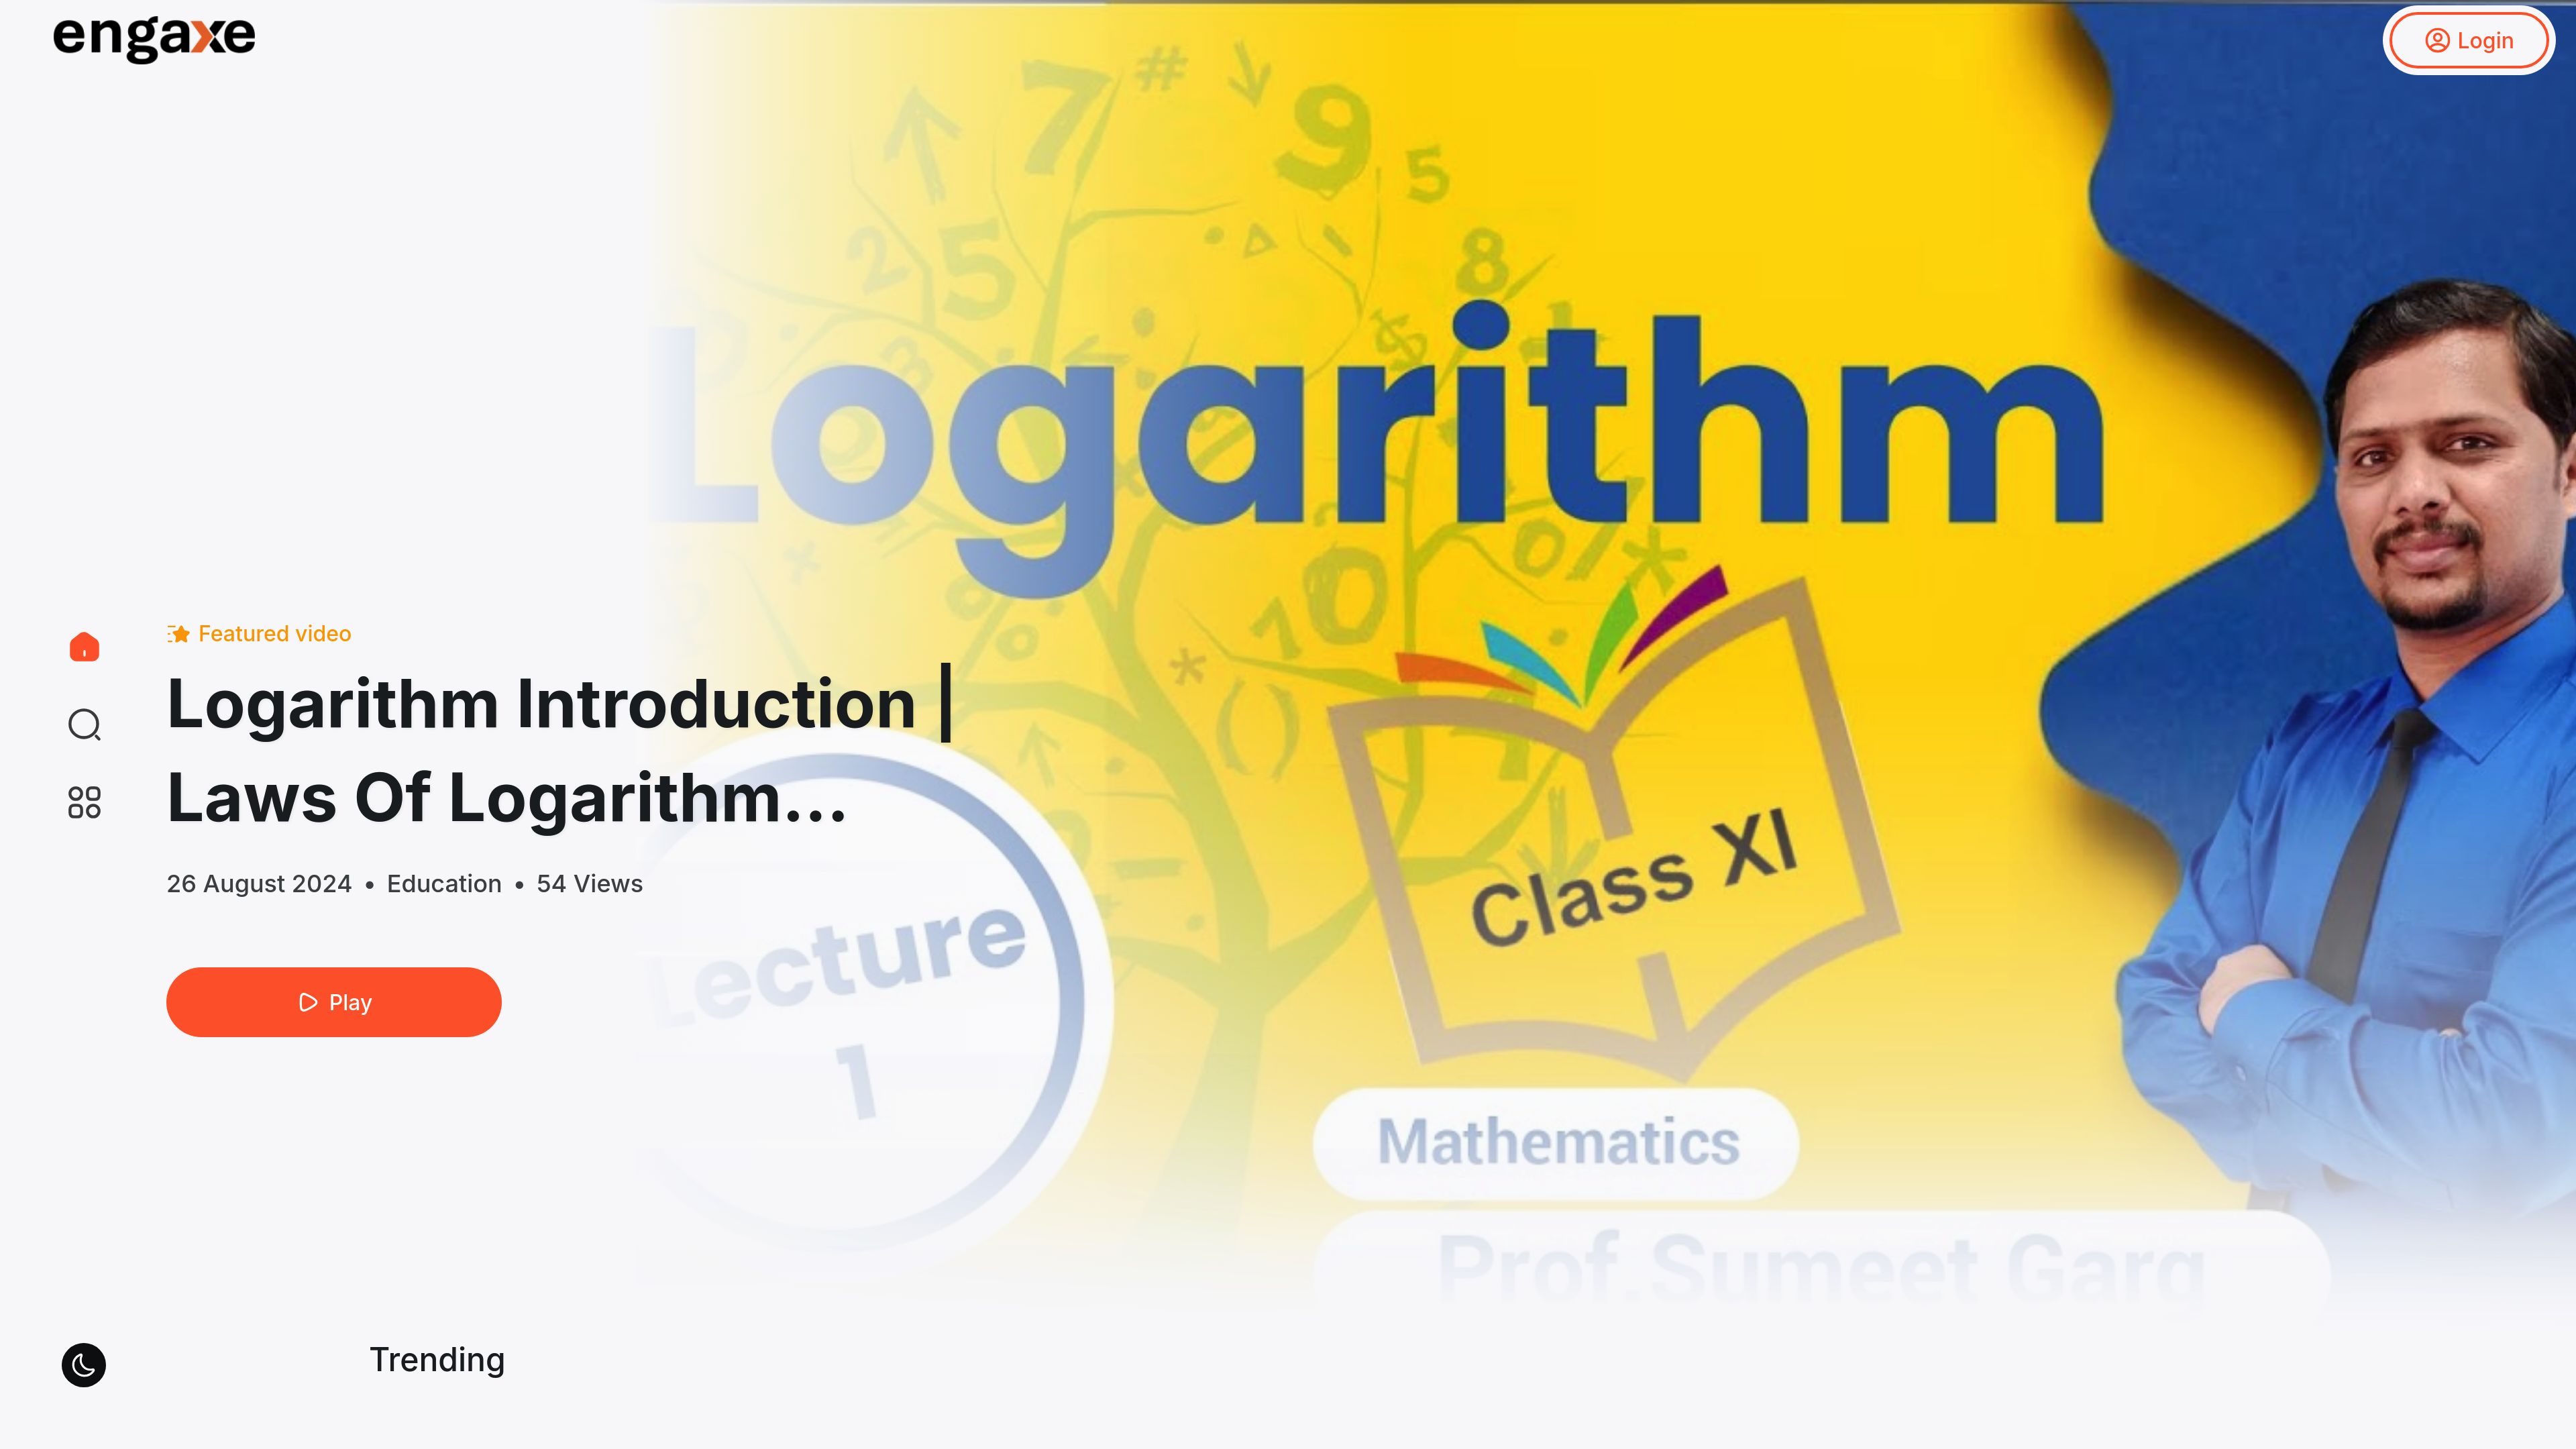 engaxe
Login
Logarithm
Featured video
Logarithm Introduction |
Laws Of Logarithm...
26 August 2024 • Education • 54 Views
Class XI
Lecture
1
Play
Mathematics
Prof.Sumeet Garg
Trending